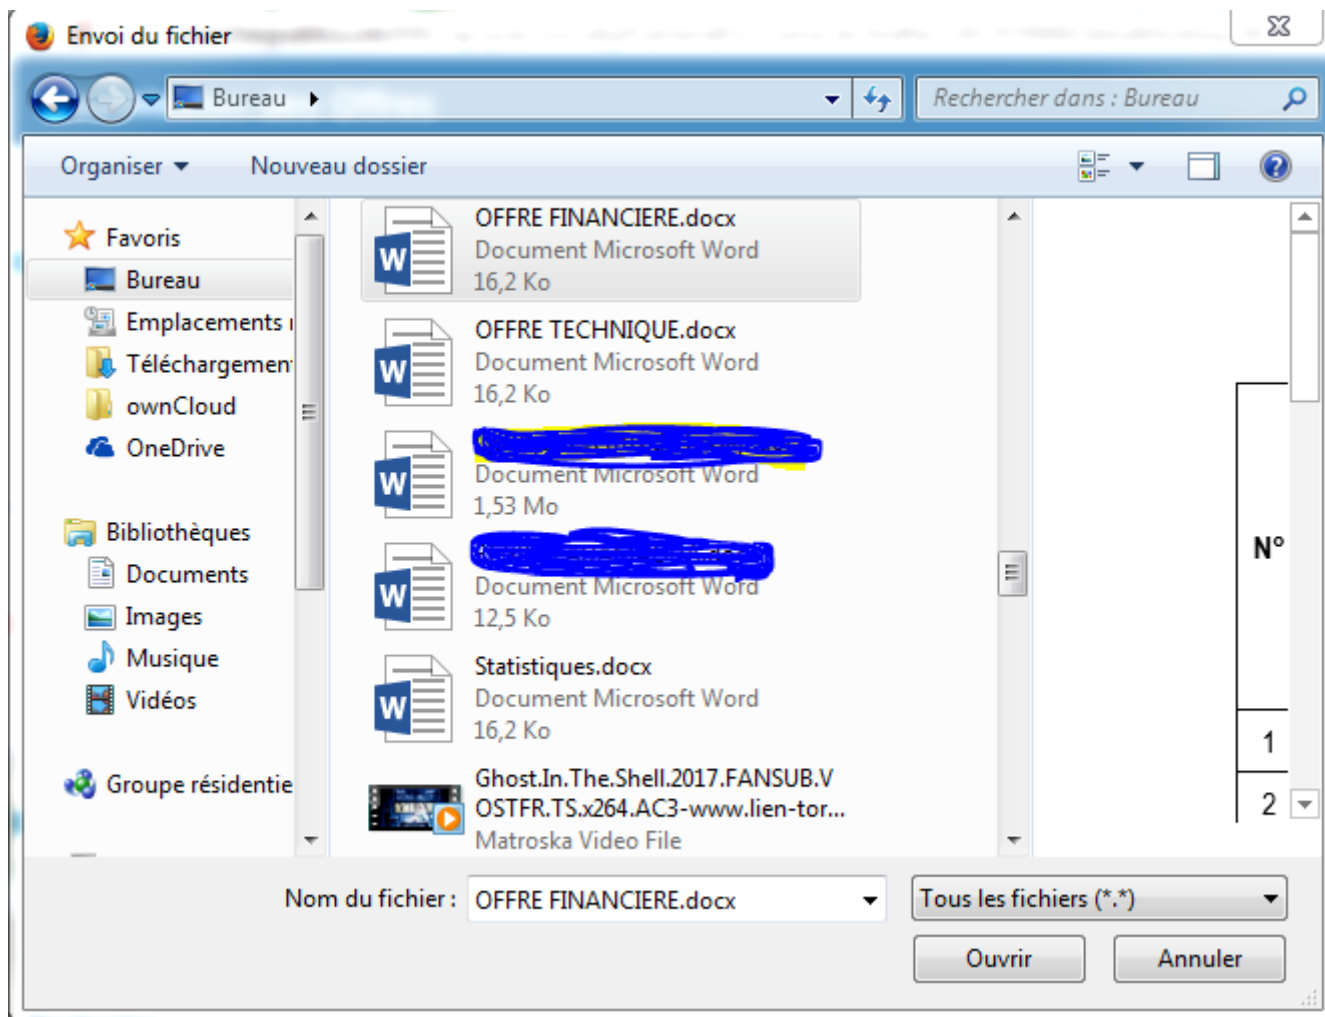 Envoi du fichier
Bureau
Rechercher dans : Bureau
Organiser
Nouveau dossier
Favoris
Bureau
Emplacements
Téléchargemen
ownCloud
OneDrive
Bibliothèques
Documents
Images
Musique
Vidéos
Groupe résidentie
OFFRE FINANCIERE.docx
Document Microsoft Word
16,2 Ko
OFFRE TECHNIQUE.docx
Document Microsoft Word
16,2 Ko
Document Microsoft Word
1,53 Mo
Document Microsoft Word
12,5 Ko
Statistiques.docx
Document Microsoft Word
16,2 Ko
Ghost.In.The.Shell.2017.FANSUB.V
OSTFR.TS.x264.AC3-www.lien-tor...
Matroska Video File
N°
1
2
Nom du fichier :
OFFRE FINANCIERE.docx
Tous les fichiers (*.*)
Ouvrir
Annuler